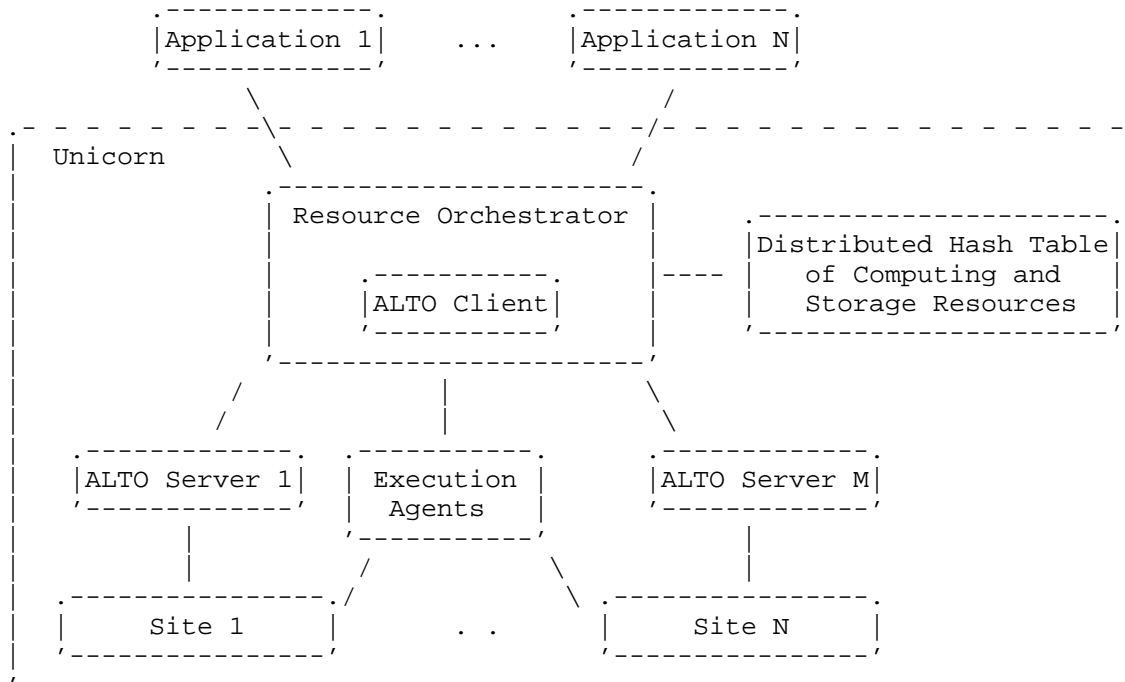 Application 1 ... Application N
Unicorn
Resource Orchestrator
Distributed Hash Table
of Computing and
ALTO Client
Storage Resources
ALTO Server 1 Execution ALTO Server M
Agents
Site 1 . . Site N